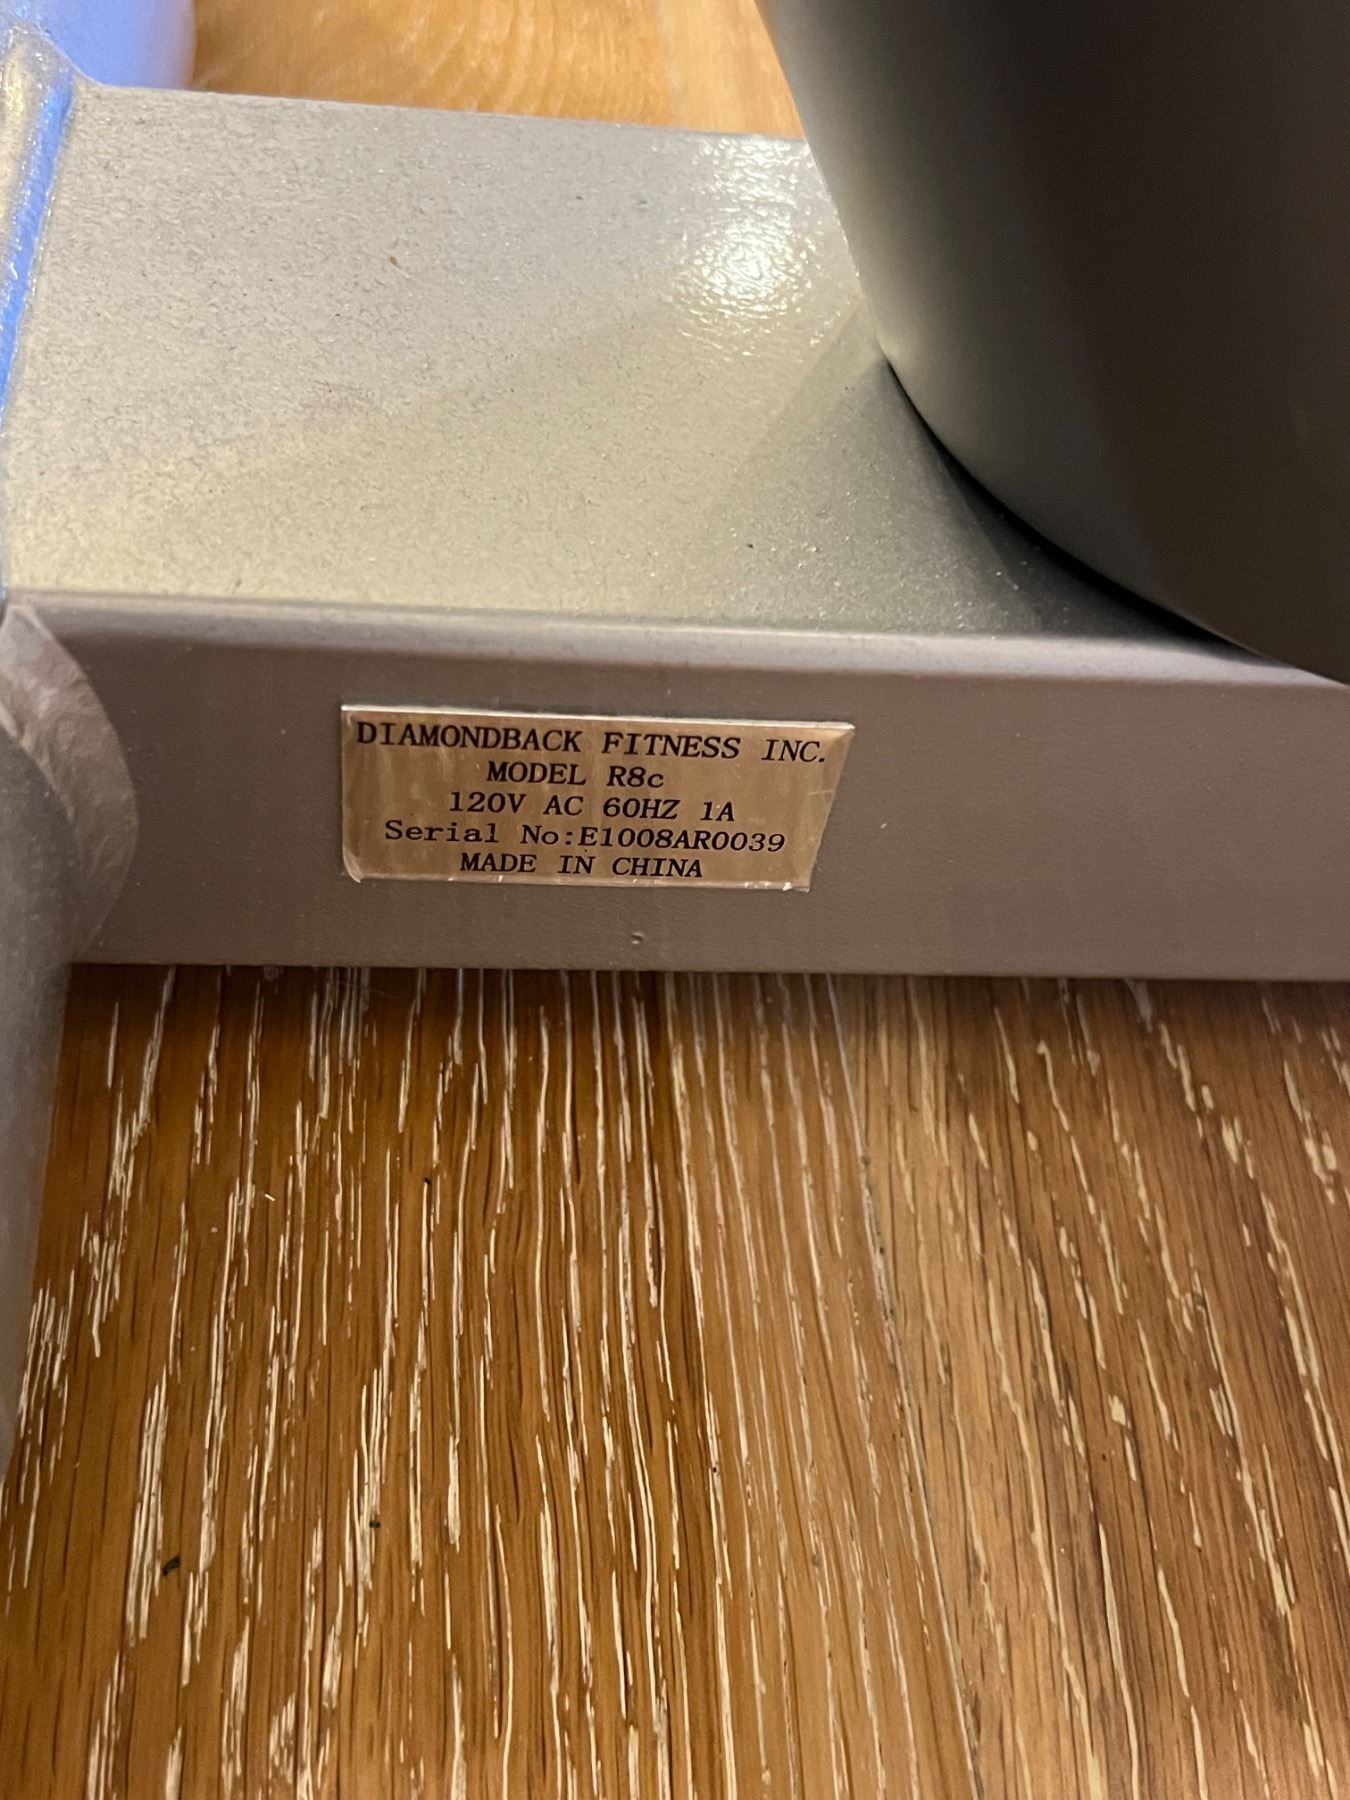 DIAMONDBACK FITNESS INC.
MODEL R8c
120V AC 60HZ 1A
Serial No:E1008AR0039
MADE IN CHINA